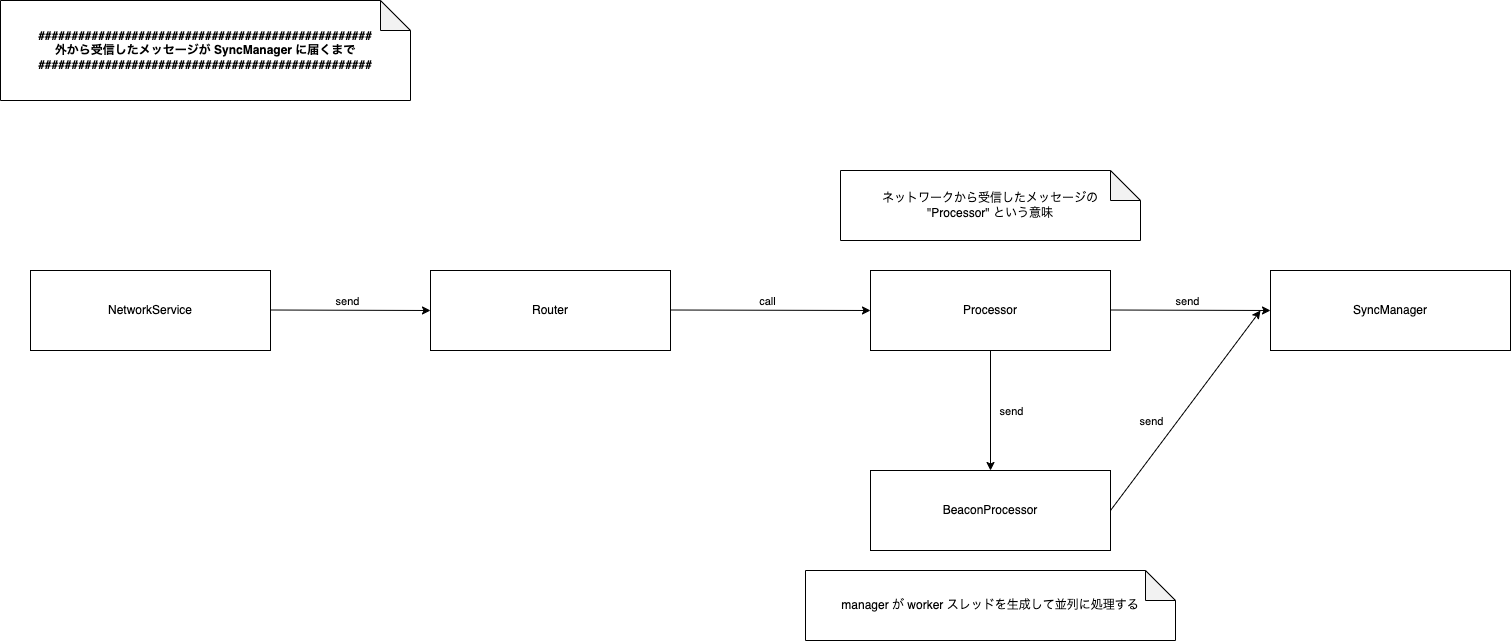 ##################################################
外から受信したメッセージが SyncManager に届くまで
##################################################
ネットワークから受信したメッセージの
"Processor" という意味
NetworkService
send
Router
call
Processor
send
SyncManager
send
send
BeaconProcessor
manager が worker スレッドを生成して並列に処理する